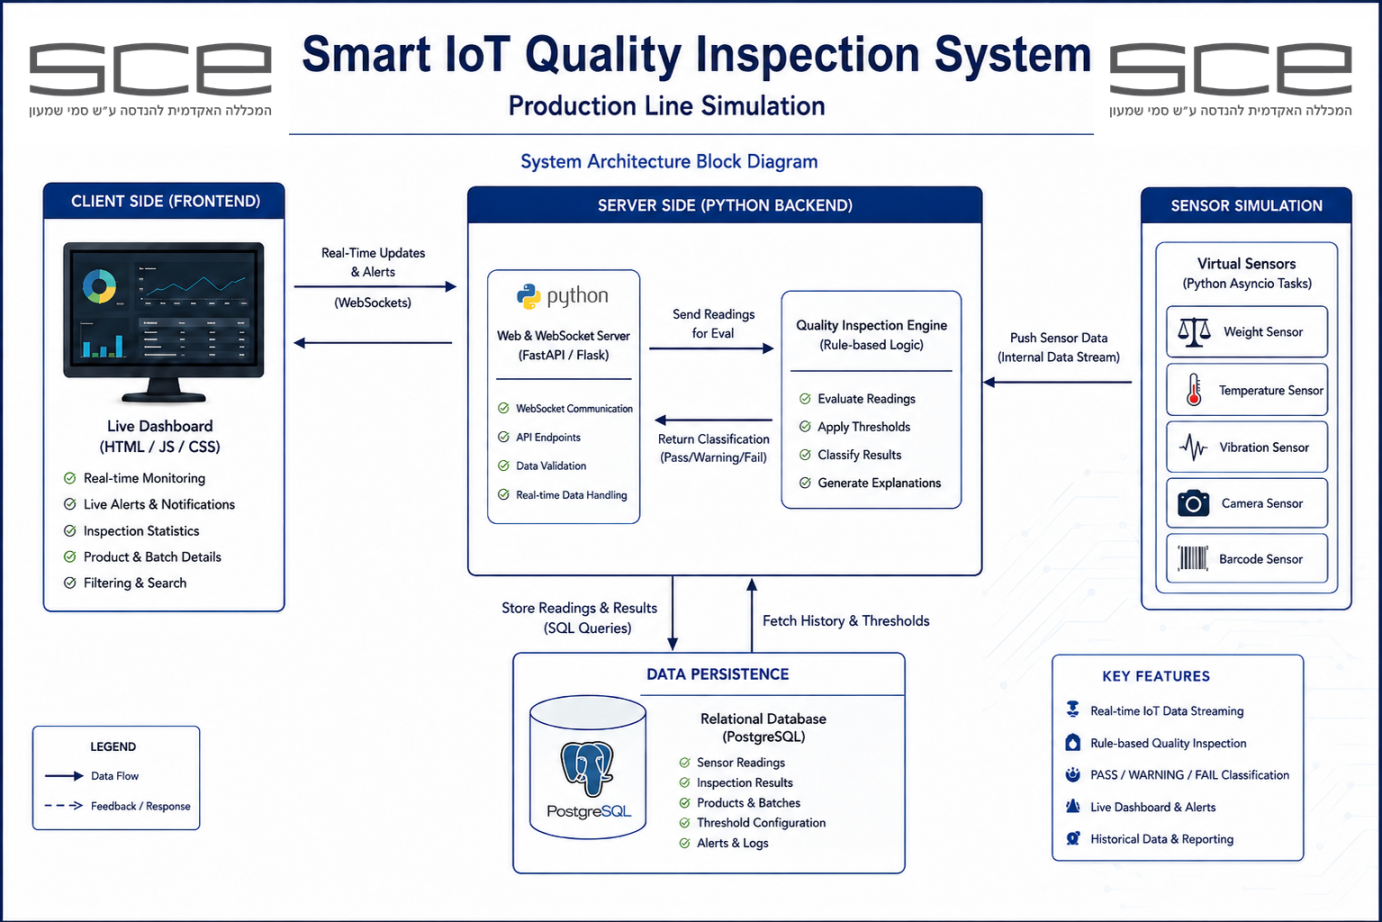 sce
המכללה האקדמית להנדסה ע״ש סמי שמעון
Smart IoT Quality Inspection System
Production Line Simulation
sce
המכללה האקדמית להנדסה ע״ש סמי שמעון
System Architecture Block Diagram
CLIENT SIDE (FRONTEND)
Live Dashboard
(HTML / JS / CSS)
Real-time Monitoring
Live Alerts & Notifications
Inspection Statistics
Product & Batch Details
Filtering & Search
Real-Time Updates
& Alerts
(WebSockets)
SERVER SIDE (PYTHON BACKEND)
python
Web & WebSocket Server
(FastAPI / Flask)
WebSocket Communication
API Endpoints
Data Validation
Real-time Data Handling
Send Readings
for Eval
Return Classification
(Pass/Warning/Fail)
Quality Inspection Engine
(Rule-based Logic)
Evaluate Readings
Apply Thresholds
Classify Results
Generate Explanations
Push Sensor Data
(Internal Data Stream)
SENSOR SIMULATION
Virtual Sensors
(Python Asyncio Tasks)
Weight Sensor
Temperature Sensor
Vibration Sensor
Camera Sensor
Barcode Sensor
Store Readings & Results
(SQL Queries)
Fetch History & Thresholds
DATA PERSISTENCE
PostgreSQL
Relational Database
(PostgreSQL)
Sensor Readings
Inspection Results
Products & Batches
Threshold Configuration
Alerts & Logs
LEGEND
Data Flow
Feedback / Response
KEY FEATURES
Real-time IoT Data Streaming
Rule-based Quality Inspection
PASS / WARNING / FAIL Classification
Live Dashboard & Alerts
Historical Data & Reporting